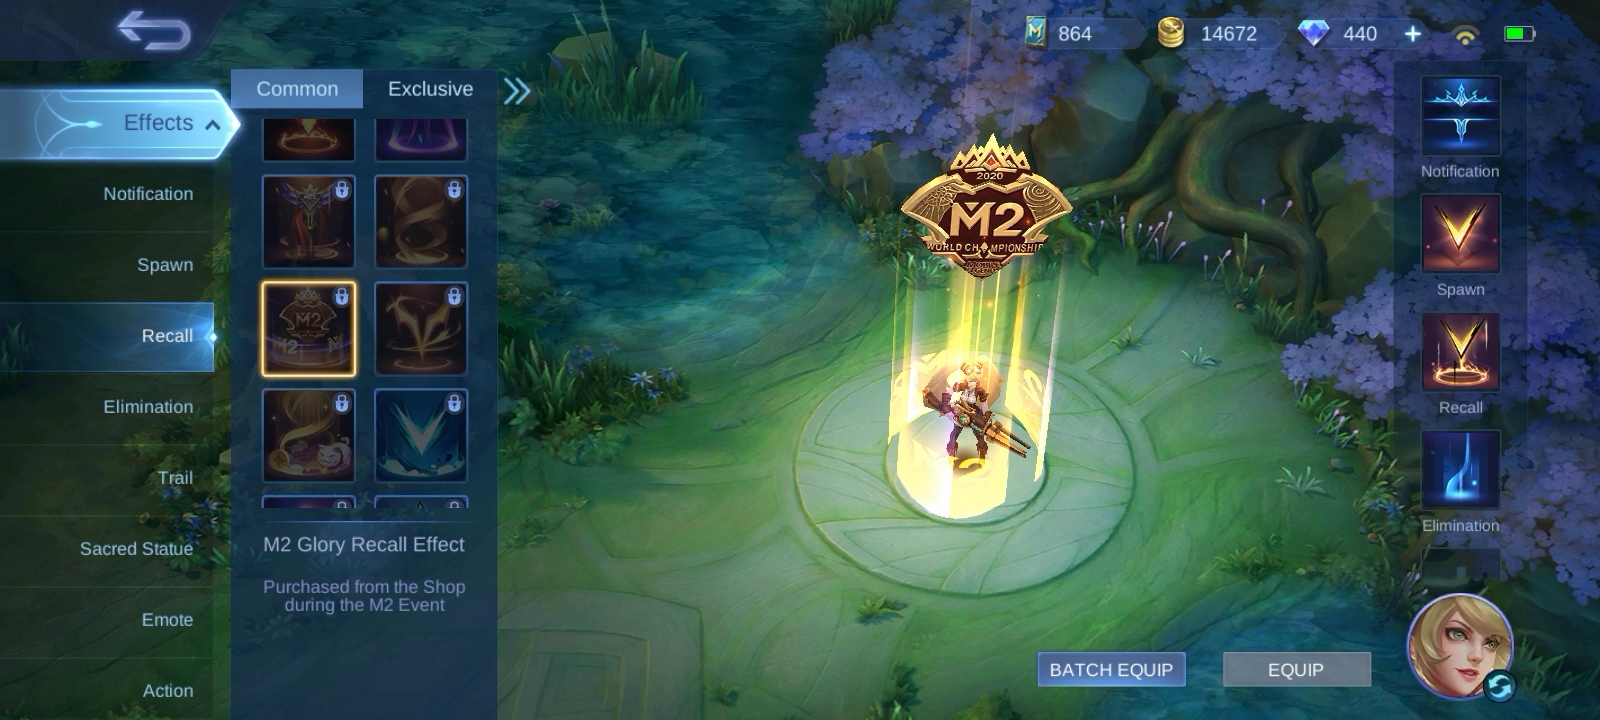 864
14672
440
+
Common
Exclusive
Effects
Notification
Spawn
Recall
Elimination
Trail
Sacred Statue
Emote
Action
M2
M2 Glory Recall Effect
Purchased from the Shop
during the M2 Event
2020
M2
WORLD CHAMPIONSHIP
Notification
Spawn
Recall
Elimination
BATCH EQUIP
EQUIP